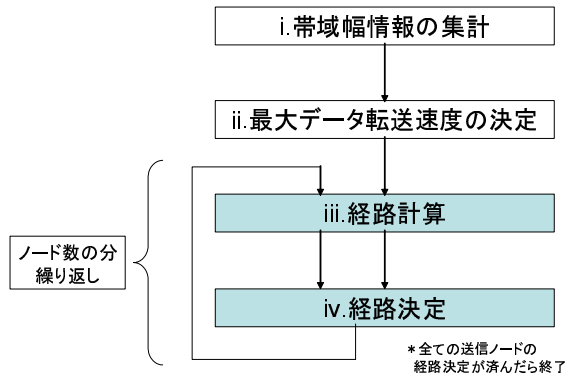 i.帯域幅情報の集計
ii.最大データ転送速度の決定
iii.経路計算
ノード数の分
繰り返し
iv.経路決定
*全ての送信ノードの
経路決定が済んだら終了